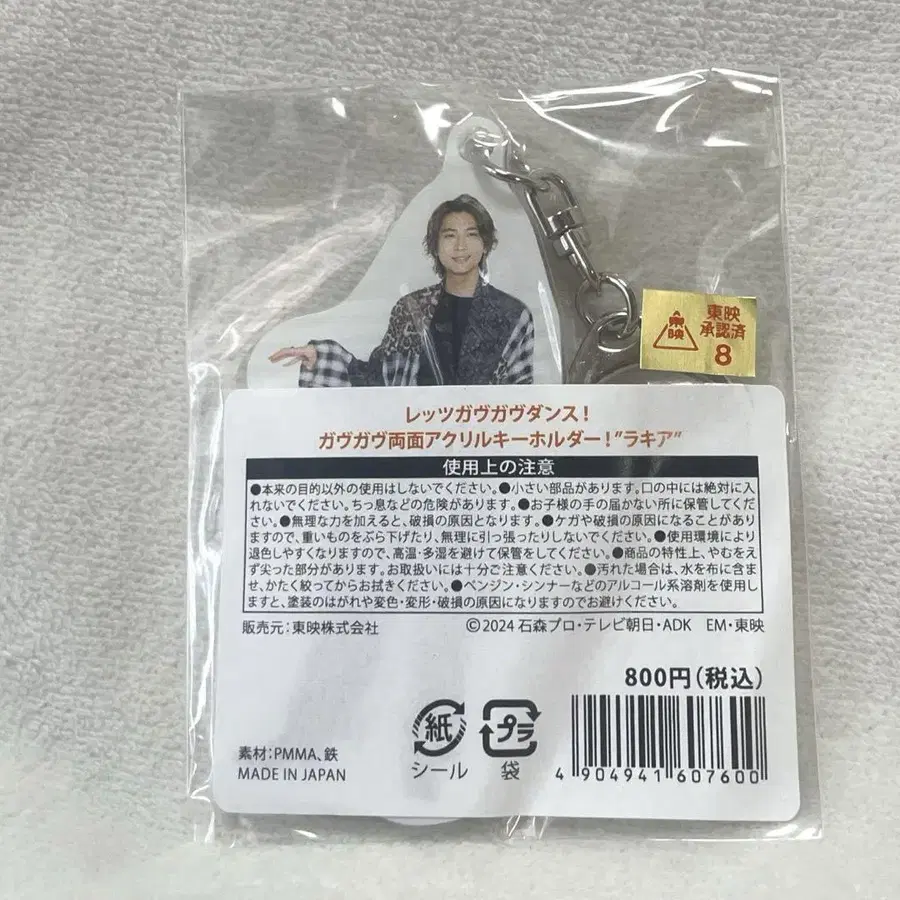 東映
東映
承認済
8
レッツガヴガヴダンス!
ガヴガヴ両面アクリルキーホルダー!"ラキア"
使用上の注意
●本来の目的以外の使用はしないでください。●小さい部品があります。口の中には絶対に入
れないでください。ちっ息などの危険があります。●お子様の手の届かない所に保管してくだ
さい。●無理な力を加えると、破損の原因となります。●ケガや破損の原因になることがあり
ますので、重いものをぶら下げたり、無理に引っ張ったりしないでください。●使用環境により
退色しやすくなりますので、高温・多湿を避けて保管をしてください。●商品の特性上、やむをえ
ず尖った部分があります。お取扱いには十分ご注意ください。●汚れた場合は、水を布に含ま
せ、かたく絞ってからお拭きください。●ベンジン・シンナーなどのアルコール系溶剤を使用し
ますと、塗装のはがれや変色・変形・破損の原因になりますのでお避けください。
販売元:東映株式会社 ©2024 石森プロ・テレビ朝日・ADK EM・東映
800円(税込)
紙 プラ
シール 袋
素材:PMMA、鉄
MADE IN JAPAN
4 904941 607600